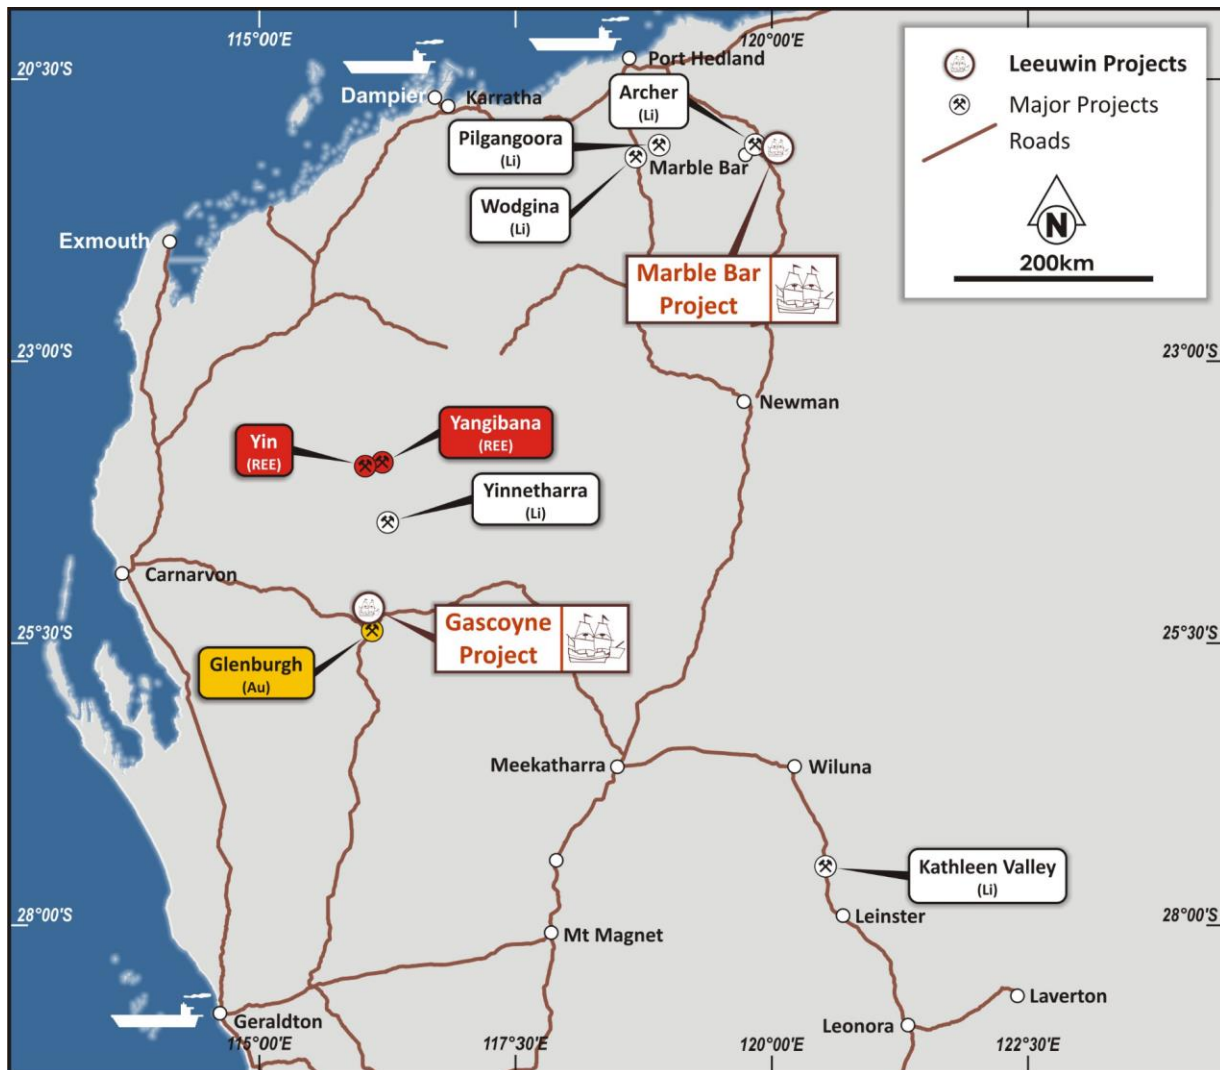 115°00'E
120°00'E
20°30'S
Port Hedland
Leeuwin Projects
Dampier
Karratha
Archer
(Li)
Major Projects
Pilgangoora
(Li)
Roads
Marble Bar
Wodgina
(Li)
N
Exmouth
200km
Marble Bar
Project
23°00'S
23°00'S
Newman
Yangibana
(REE)
Yin
(REE)
Yinnetharra
(Li)
Carnarvon
Gascoyne
Project
25°30'S
25°30'S
Glenburgh
(Au)
Meekatharra
Wiluna
Kathleen Valley
(Li)
28°00'S
28°00'S
Leinster
Mt Magnet
Laverton
Geraldton
Leonora
115°00'E
117°30'E
120°00'E
122°30'E